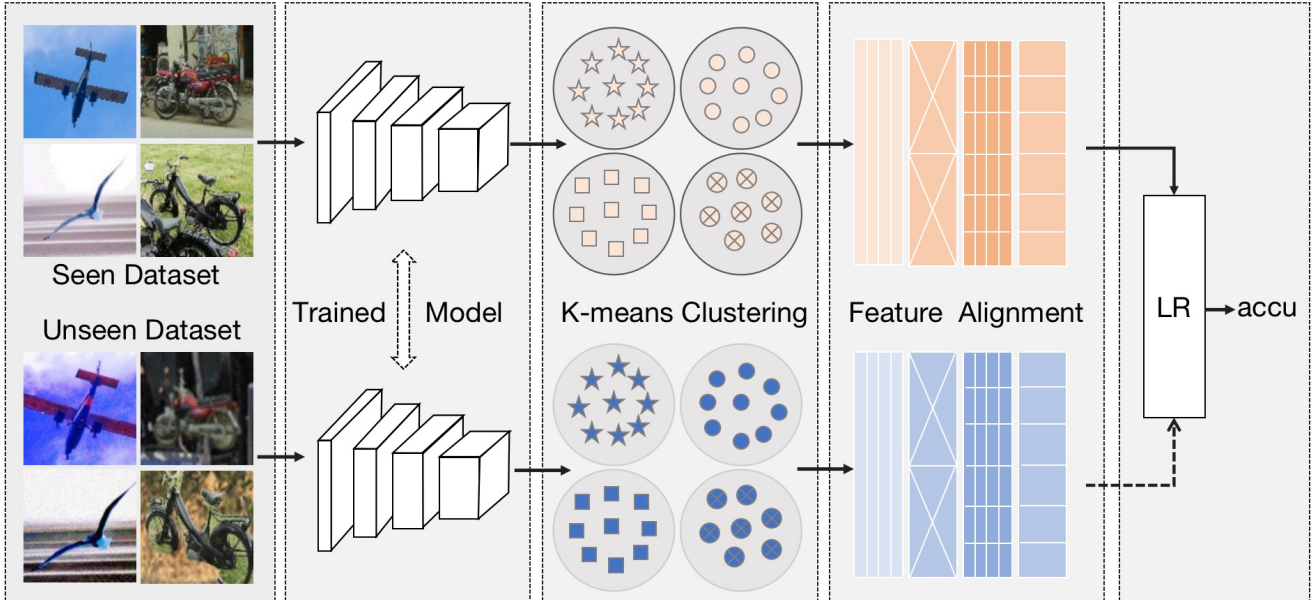 Seen Dataset
Unseen Dataset
Trained Model
K-means Clustering
Feature Alignment
LR
accu